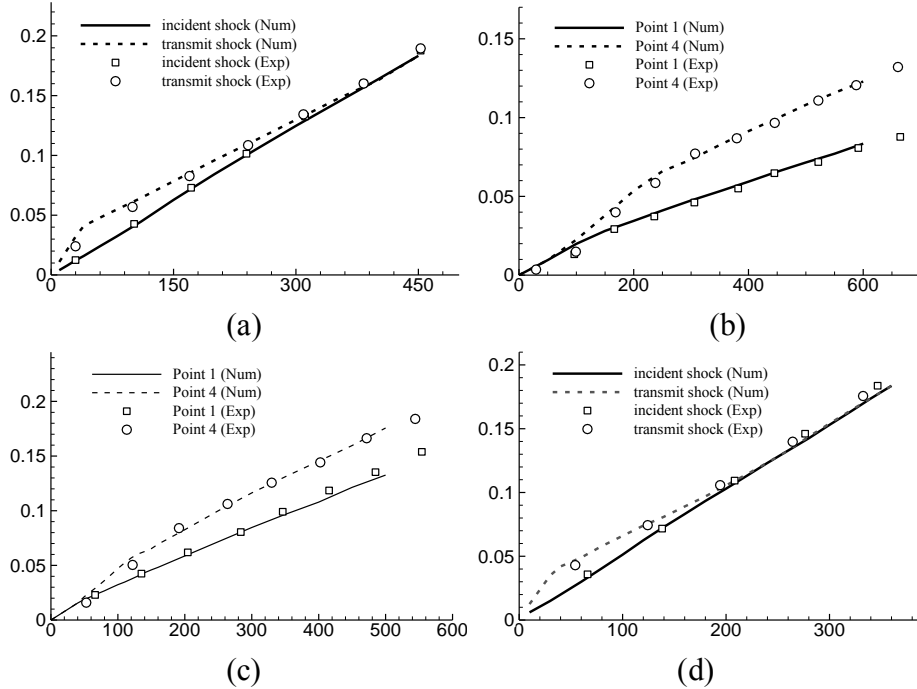 0.2
0.15
0.1
0.05
0
0
150
300
450
incident shock (Num)
transmit shock (Num)
incident shock (Exp)
transmit shock (Exp)
(a)
0.15
0.1
0.05
0
0
200
400
600
Point 1 (Num)
Point 4 (Num)
Point 1 (Exp)
Point 4 (Exp)
(b)
0.2
0.15
0.1
0.05
0
0
100
200
300
400
500
600
Point 1 (Num)
Point 4 (Num)
Point 1 (Exp)
Point 4 (Exp)
(c)
0.2
0.15
0.1
0.05
0
0
100
200
300
incident shock (Num)
transmit shock (Num)
incident shock (Exp)
transmit shock (Exp)
(d)